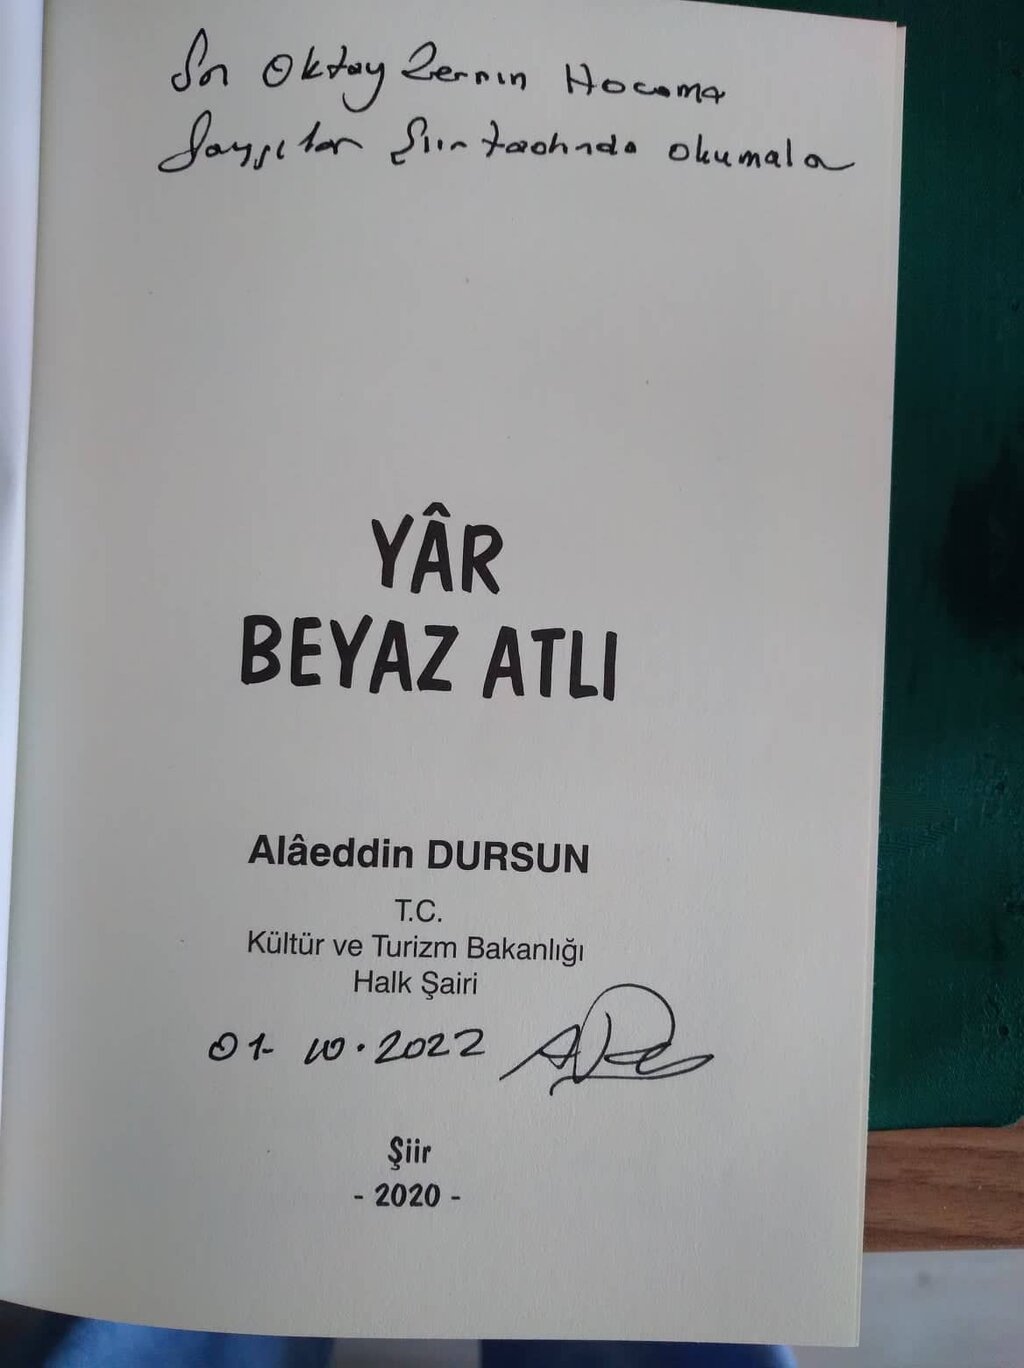 Sn Oktay Zerrin Hocama
Saygılar Şiir tadında okumalar
YÂR
BEYAZ ATLI
Alâeddin DURSUN
T.C.
Kültür ve Turizm Bakanlığı
Halk Şairi
01-10.2022
Şiir
- 2020 -